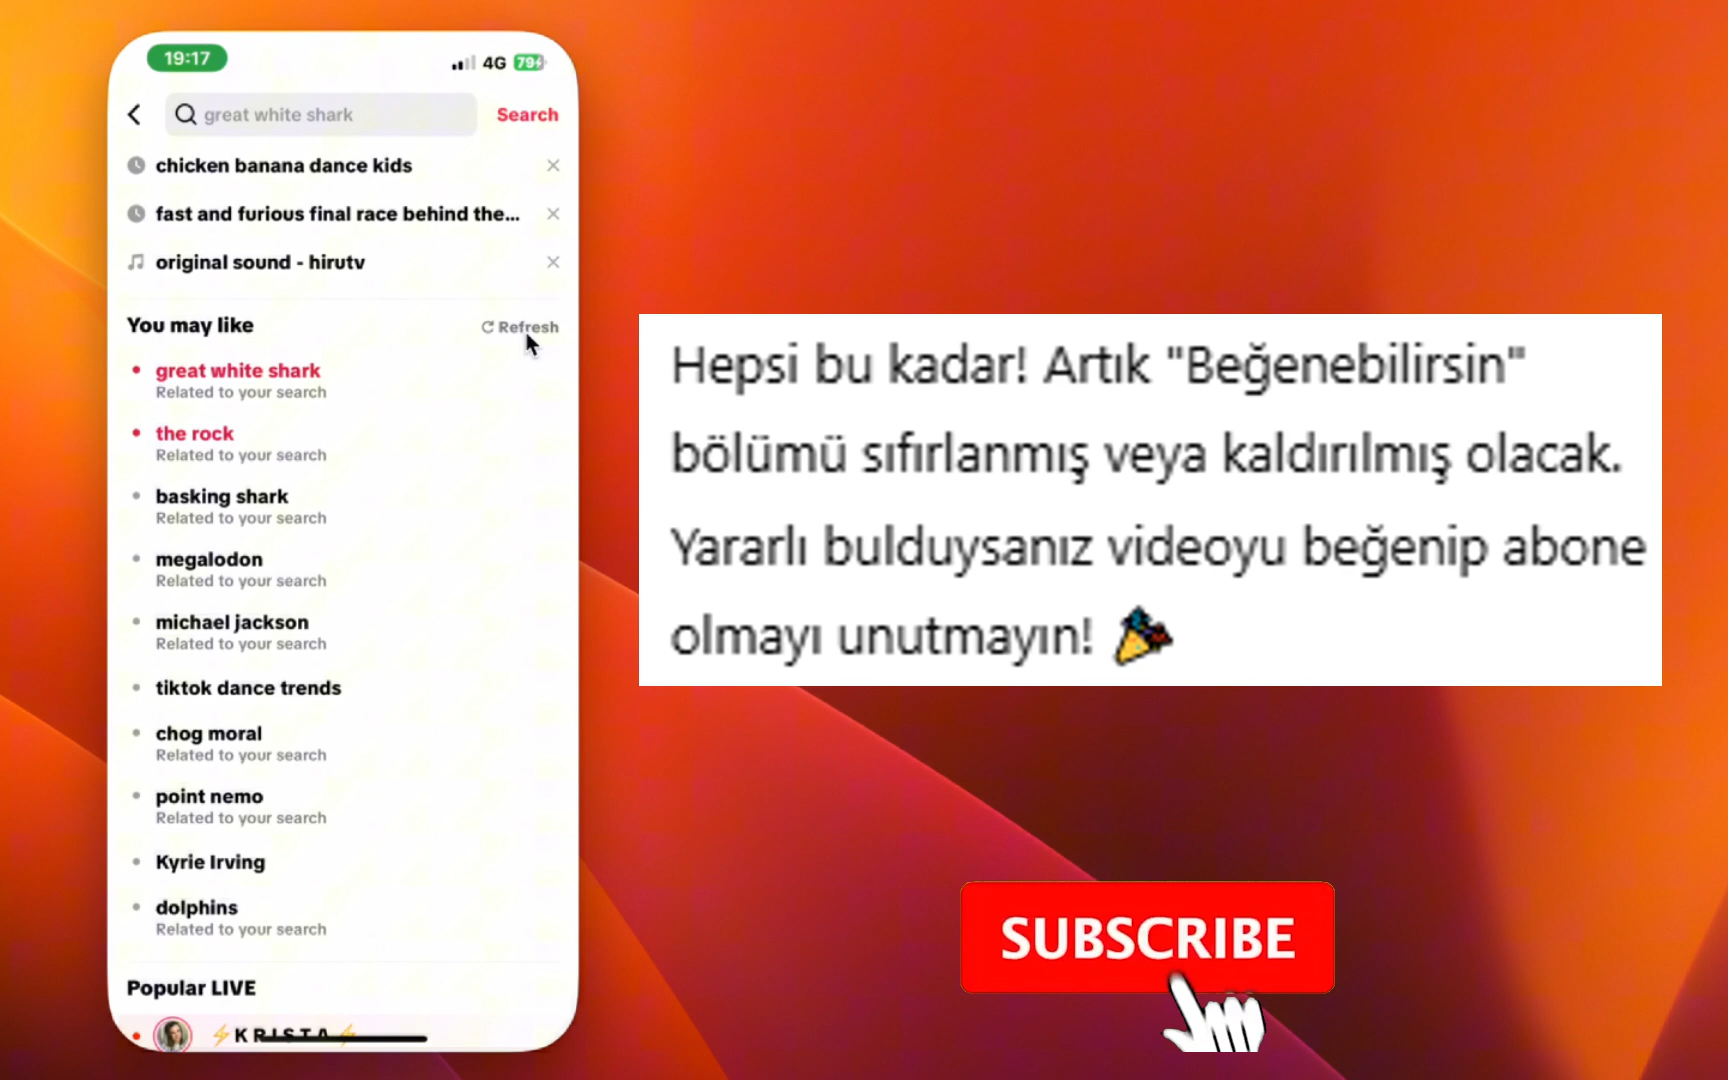 19:17
4G 79
great white shark
Search
chicken banana dance kids
fast and furious final race behind the...
original sound - hirutv
You may like
Refresh
great white shark
Related to your search
the rock
Related to your search
basking shark
Related to your search
megalodon
Related to your search
michael jackson
Related to your search
tiktok dance trends
chog moral
Related to your search
point nemo
Related to your search
Kyrie Irving
dolphins
Related to your search
Popular LIVE
⚡KRISTA⚡
Hepsi bu kadar! Artık "Beğenebilirsin"
bölümü sıfırlanmış veya kaldırılmış olacak.
Yararlı bulduysanız videoyu beğenip abone
olmayı unutmayın! 🎉
SUBSCRIBE